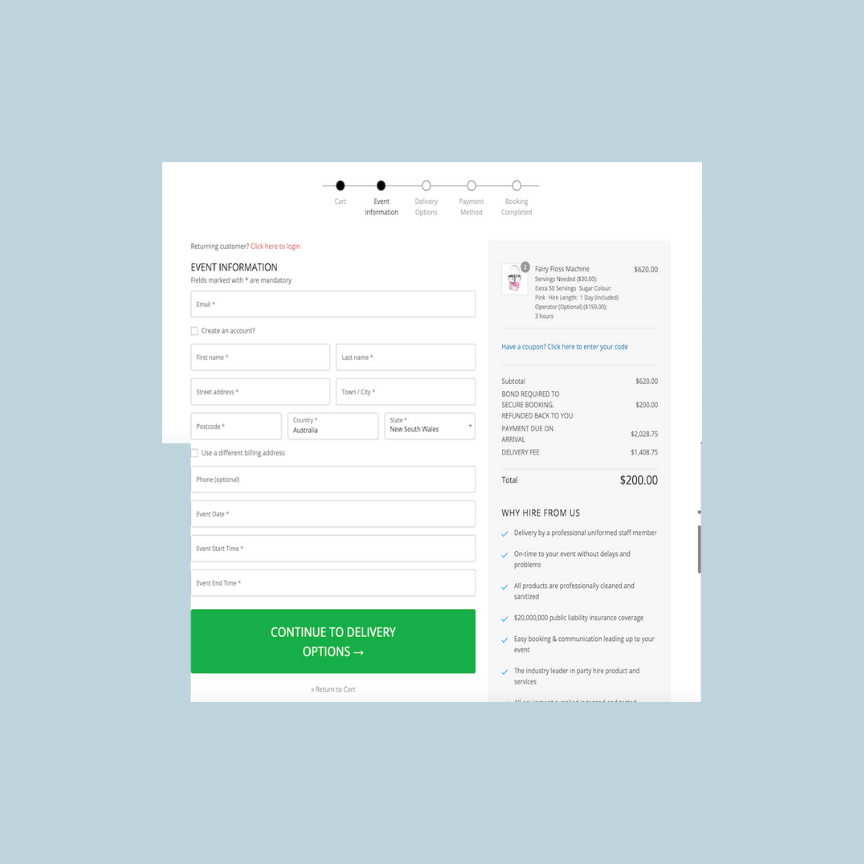 Cart
Event
Information
Delivery
Options
Payment
Method
Booking
Completed
Returning customer? Click here to login
EVENT INFORMATION
Fields marked with * are mandatory
Email *
Create an account?
First name *
Last name *
Street address *
Town / City *
Postcode *
Country *
Australia
State *
New South Wales
Use a different billing address
Phone (optional)
Event Date *
Event Start Time *
Event End Time *
CONTINUE TO DELIVERY
OPTIONS →
« Return to Cart
Fairy Floss Machine $620.00
Servings Needed ($30.00):
Extra 50 Servings Sugar Colour:
Pink Hire Length: 1 Day (Included)
Operator (Optional) ($150.00):
3 hours
Have a coupon? Click here to enter your code
Subtotal $620.00
BOND REQUIRED TO
SECURE BOOKING. $200.00
REFUNDED BACK TO YOU
PAYMENT DUE ON
ARRIVAL $2,028.75
DELIVERY FEE $1,408.75
Total $200.00
WHY HIRE FROM US
Delivery by a professional uniformed staff member
On-time to your event without delays and
problems
All products are professionally cleaned and
sanitized
$20,000,000 public liability insurance coverage
Easy booking & communication leading up to your
event
The industry leader in party hire product and
services